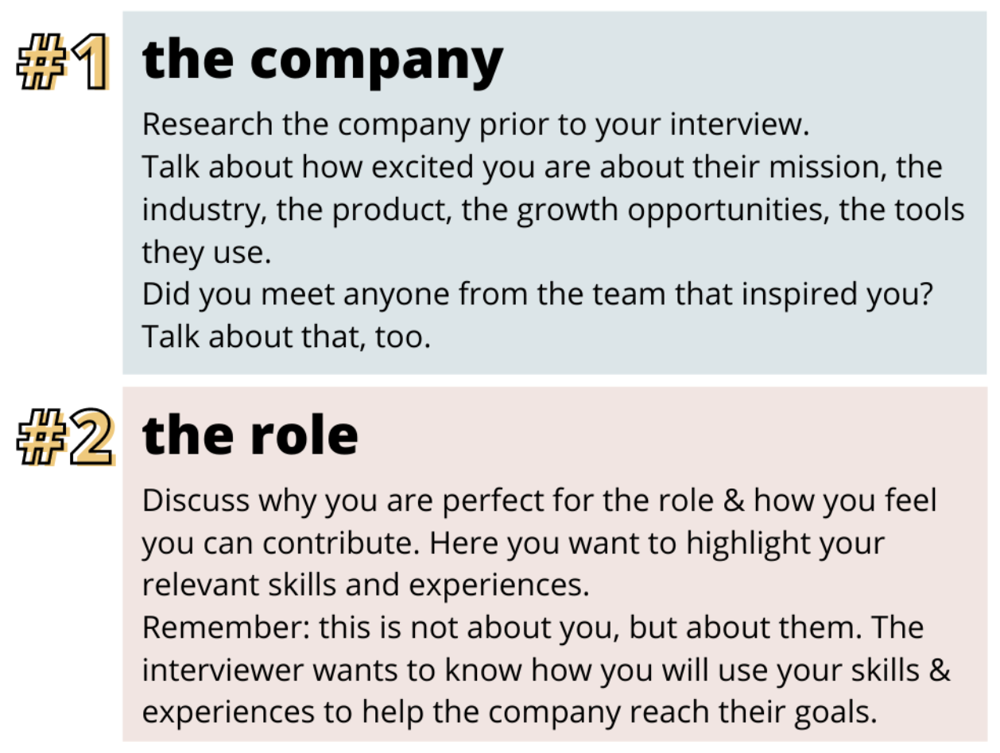 #1
the company
Research the company prior to your interview.
Talk about how excited you are about their mission, the
industry, the product, the growth opportunities, the tools
they use.
Did you meet anyone from the team that inspired you?
Talk about that, too.
#2
the role
Discuss why you are perfect for the role & how you feel
you can contribute. Here you want to highlight your
relevant skills and experiences.
Remember: this is not about you, but about them. The
interviewer wants to know how you will use your skills &
experiences to help the company reach their goals.